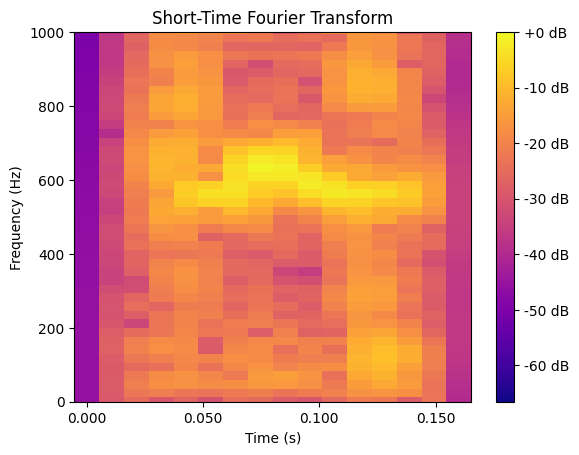 Short-Time Fourier Transform
Frequency (Hz)
1000
800
600
400
200
0
0.000
0.050
0.100
0.150
Time (s)
+0 dB
-10 dB
-20 dB
-30 dB
-40 dB
-50 dB
-60 dB